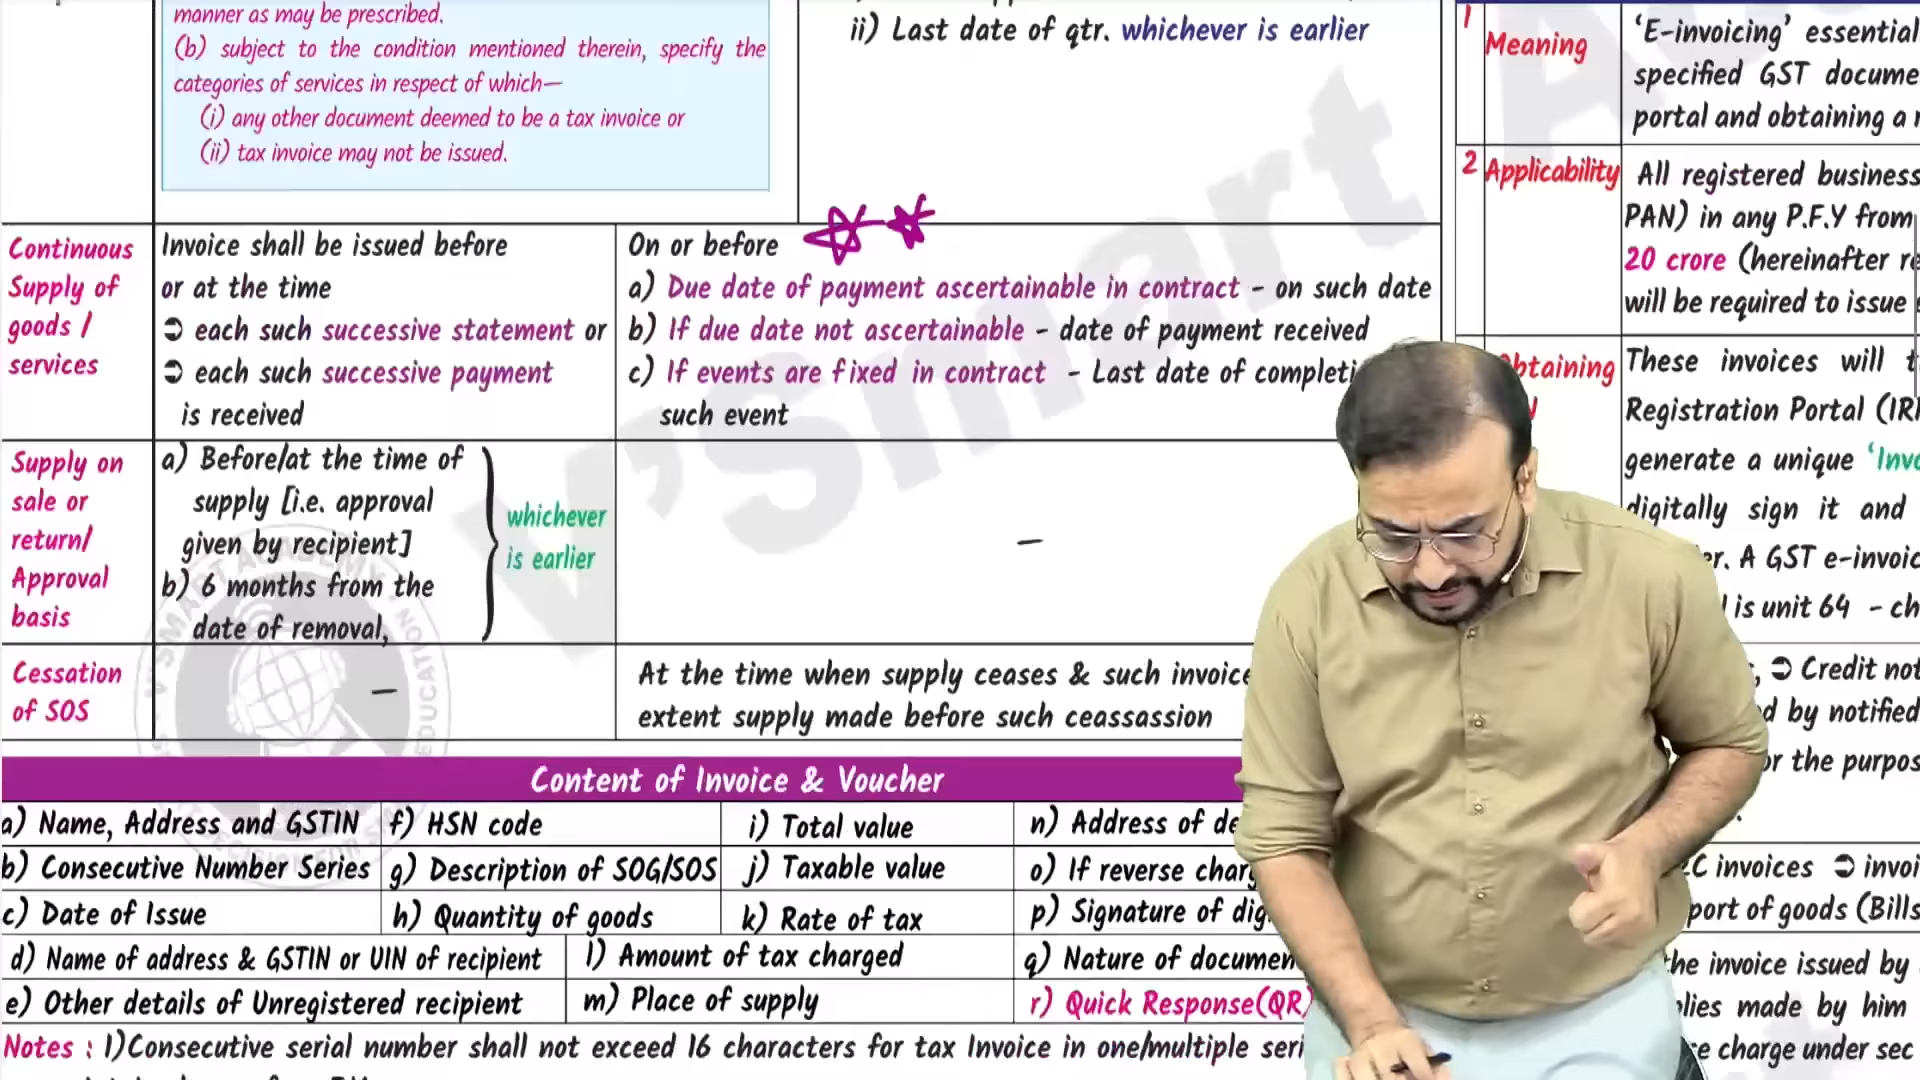 manner as may be prescribed.
(b) subject to the condition mentioned therein, specify the
categories of services in respect of which—
(i) any other document deemed to be a tax invoice or
(ii) tax invoice may not be issued.
ii) Last date of qtr. whichever is earlier
Continuous
Supply of
goods /
services
Invoice shall be issued before
or at the time
➲ each such successive statement or
➲ each such successive payment
is received
On or before
a) Due date of payment ascertainable in contract - on such date
b) If due date not ascertainable - date of payment received
c) If events are fixed in contract - Last date of
such event
Supply on
sale or
return/
Approval
basis
a) Before/at the time of
supply [i.e. approval
given by recipient]
b) 6 months from the
date of removal,
whichever
is earlier
–
Cessation
of SOS
–
At the time when supply ceases & such invoice
extent supply made before such ceassassion
Content of Invoice & Voucher
a) Name, Address and GSTIN
f) HSN code
i) Total value
n) Address of
b) Consecutive Number Series
g) Description of SOG/SOS
j) Taxable value
o) If reverse
c) Date of Issue
h) Quantity of goods
k) Rate of tax
p) Signature of
d) Name of address & GSTIN or UIN of recipient
l) Amount of tax charged
q) Nature of
e) Other details of Unregistered recipient
m) Place of supply
r) Quick Response(QR)
Notes : 1)Consecutive serial number shall not exceed 16 characters for tax Invoice in one/multiple
1
Meaning
'E-invoicing' essential
specified GST
portal and obtaining a
2
Applicability
All registered business
PAN) in any P.F.Y from
20 crore (hereinafter
will be required to issue
These invoices will
Registration Portal
generate a unique
digitally sign it and
A GST
is unit 64 -
➲ Credit
by notified
the
invoices ➲
of goods (Bills
invoice issued by
made by him
charge under sec
V'Smart